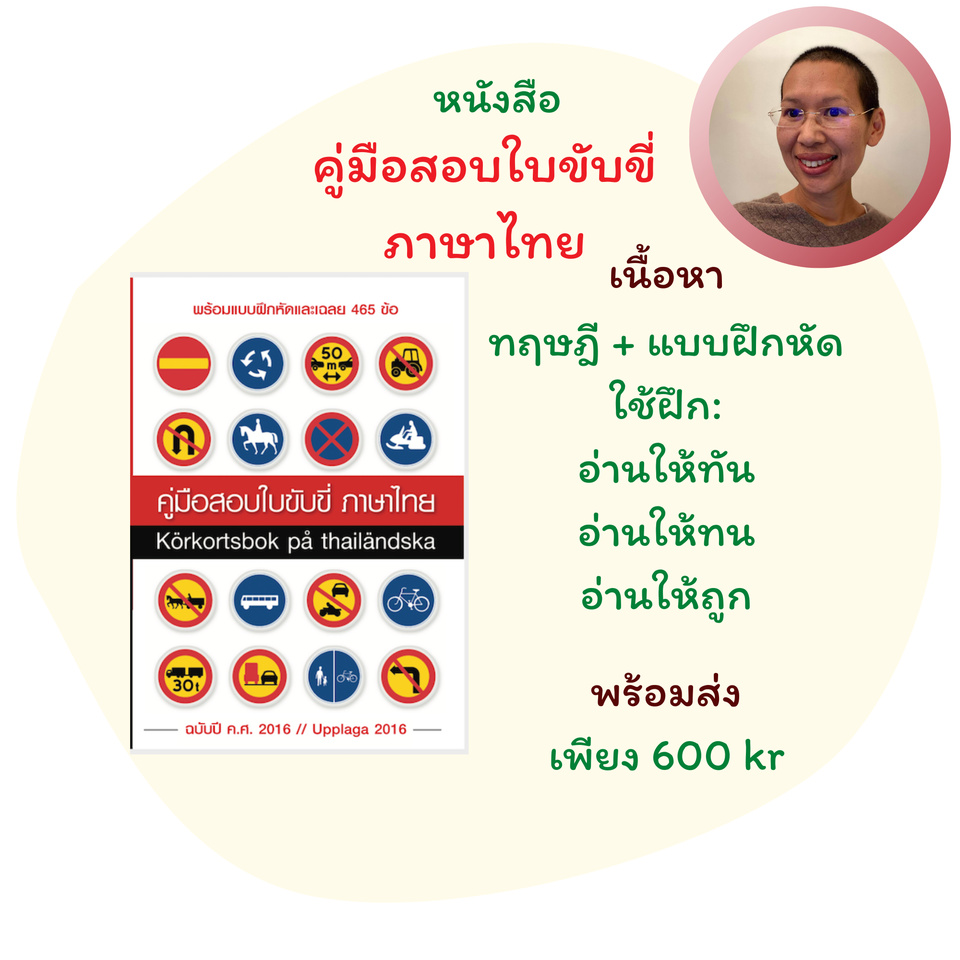 หนังสือ
คู่มือสอบใบขับขี่
ภาษาไทย
พร้อมแบบฝึกหัดและเฉลย 465 ข้อ
50
m
คู่มือสอบใบขับขี่ ภาษาไทย
Körkortsbok på thailändska
30t
ฉบับปี ค.ศ. 2016 // Upplaga 2016
เนื้อหา
ทฤษฎี + แบบฝึกหัด
ใช้ฝึก:
อ่านให้ทัน
อ่านให้ทน
อ่านให้ถูก
พร้อมส่ง
เพียง 600 kr